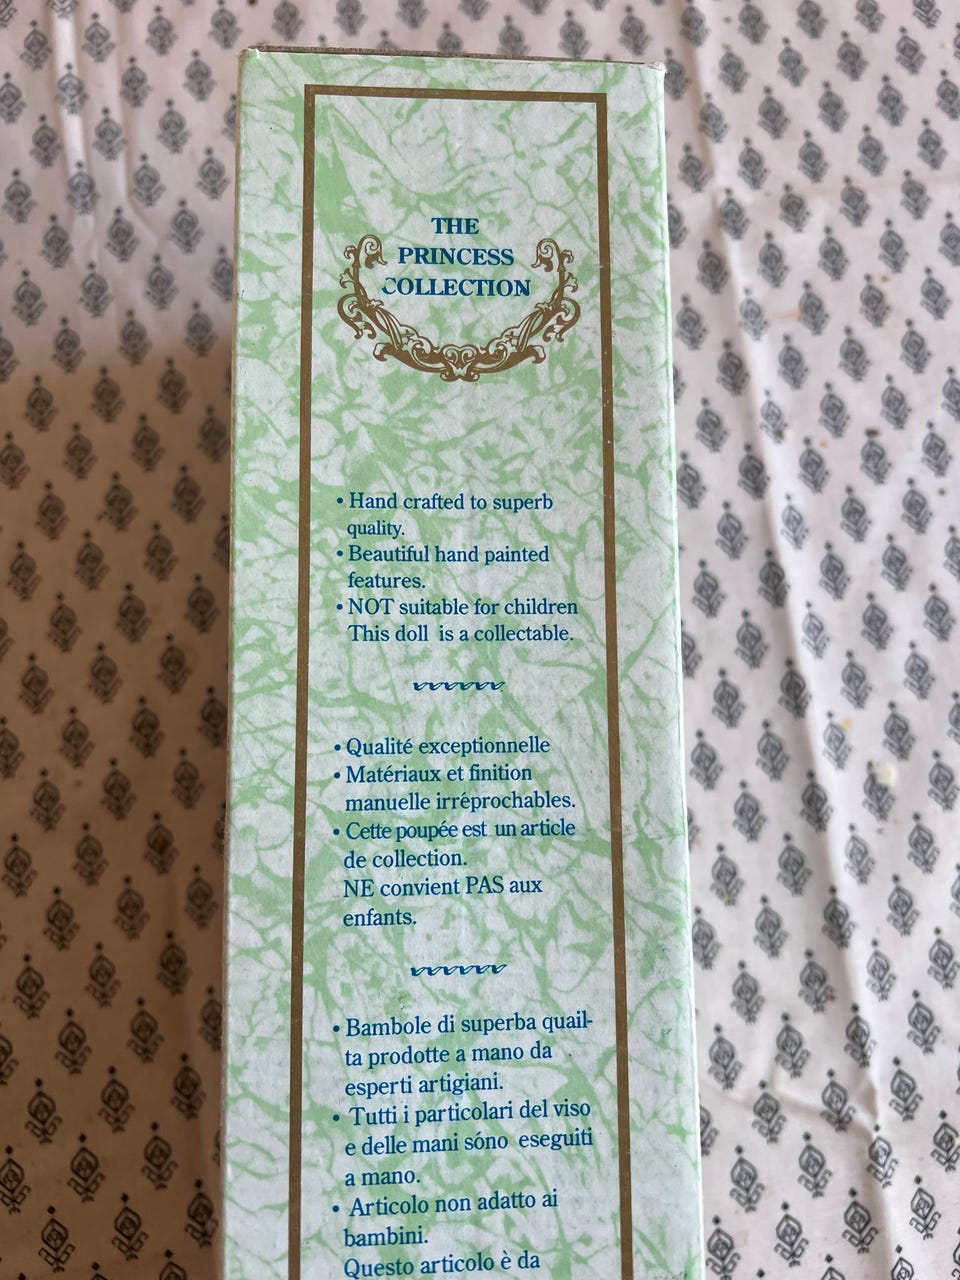 THE
PRINCESS
COLLECTION
• Hand crafted to superb
quality.
• Beautiful hand painted
features.
• NOT suitable for children
This doll is a collectable.
• Qualité exceptionnelle
• Matériaux et finition
manuelle irréprochables.
• Cette poupée est un article
de collection.
NE convient PAS aux
enfants.
• Bambole di superba quail-
ta prodotte a mano da
esperti artigiani.
• Tutti i particolari del viso
e delle mani sóno eseguiti
a mano.
• Articolo non adatto ai
bambini.
Questo articolo è da